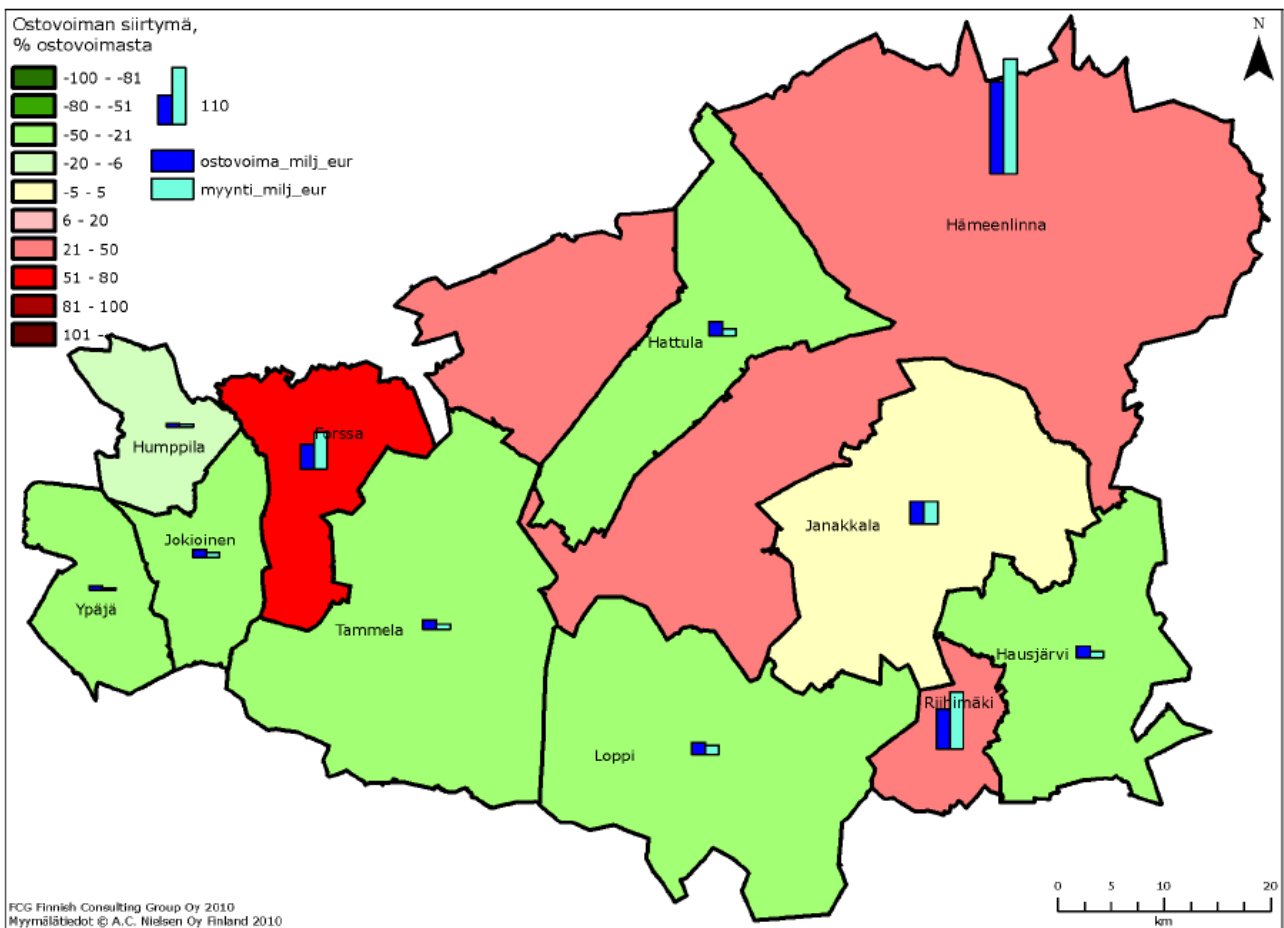 Ostovoiman siirtymä,
% ostovoimasta
-100 - -81
-80 - -51
-50 - -21
-20 - -6
-5 - 5
6 - 20
21 - 50
51 - 80
81 - 100
101 -
110
ostovoima_milj_eur
myynti_milj_eur
N
Hämeenlinna
Hattula
Forssa
Humppila
Janakkala
Jokioinen
Ypäjä
Tammela
Hausjärvi
Riihimäki
Loppi
0 5 10 20
km
FCG Finnish Consulting Group Oy 2010
Myymälätiedot © A.C. Nielsen Oy Finland 2010